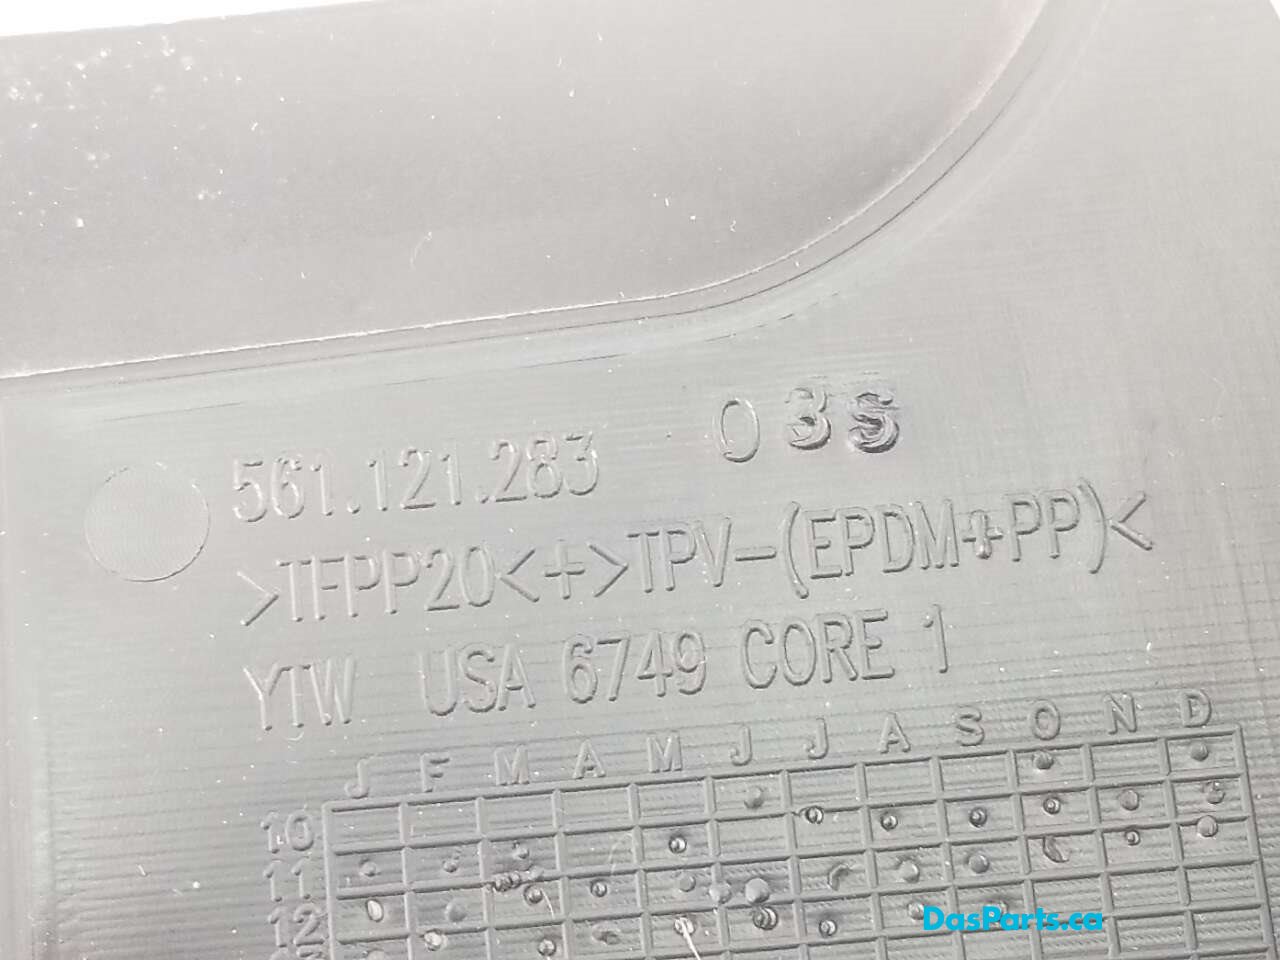 561.121.283 03S
>TFPP20<+>TPV-(EPDM+PP)<
YTW USA 6749 CORE 1
J F M A M J J A S O N D
10
11
12
DasParts.ca